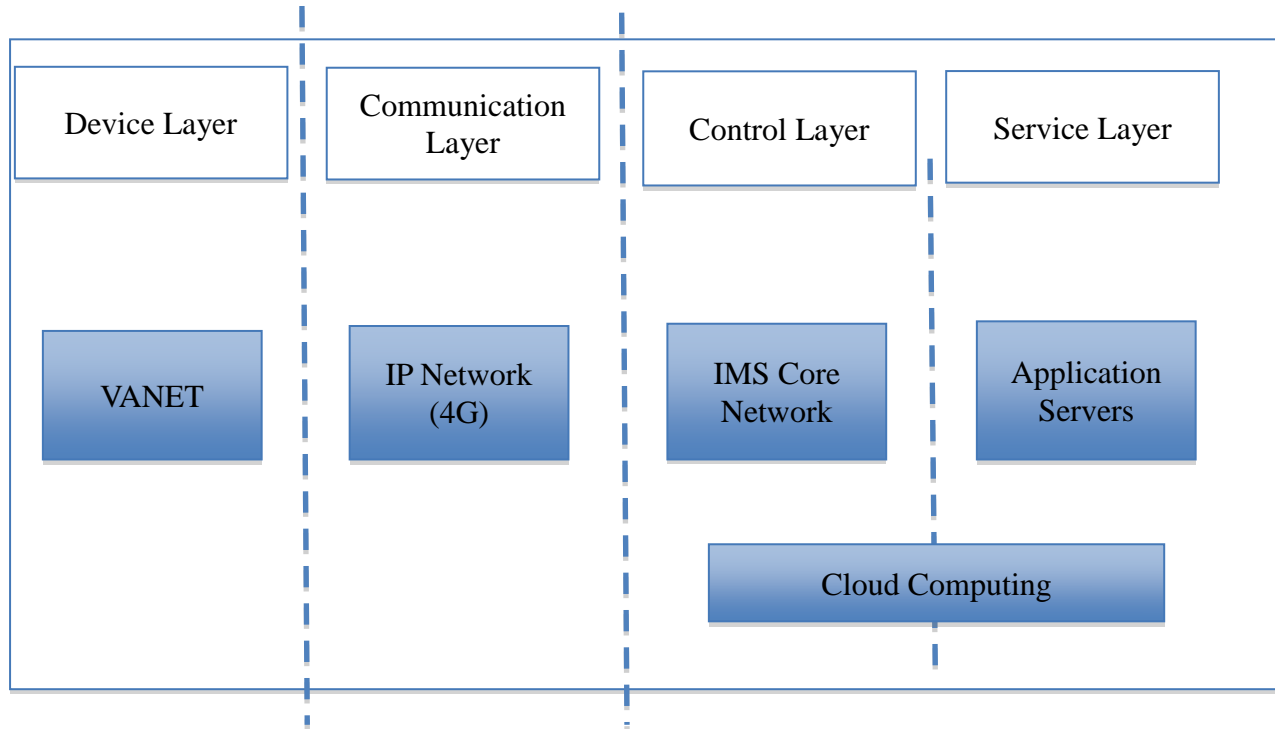 Device Layer
Communication
Layer
Control Layer
Service Layer
VANET
IP Network
(4G)
IMS Core
Network
Application
Servers
Cloud Computing